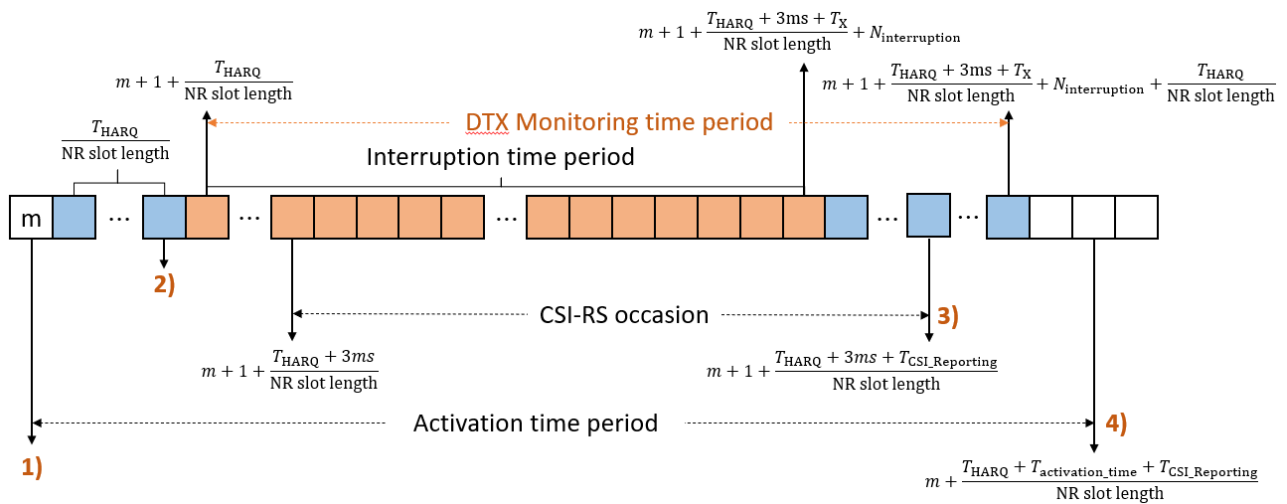 m + 1 + (T_HARQ + 3ms + T_X)/(NR slot length) + N_interruption
m + 1 + T_HARQ/(NR slot length)
m + 1 + (T_HARQ + 3ms + T_X)/(NR slot length) + N_interruption + T_HARQ/(NR slot length)
DTX Monitoring time period
T_HARQ/(NR slot length)
Interruption time period
m ... ... ... ... ...
2)
CSI-RS occasion
3)
m + 1 + (T_HARQ + 3ms)/(NR slot length)
m + 1 + (T_HARQ + 3ms + T_CSI_Reporting)/(NR slot length)
Activation time period
4)
1)
m + (T_HARQ + T_activation_time + T_CSI_Reporting)/(NR slot length)